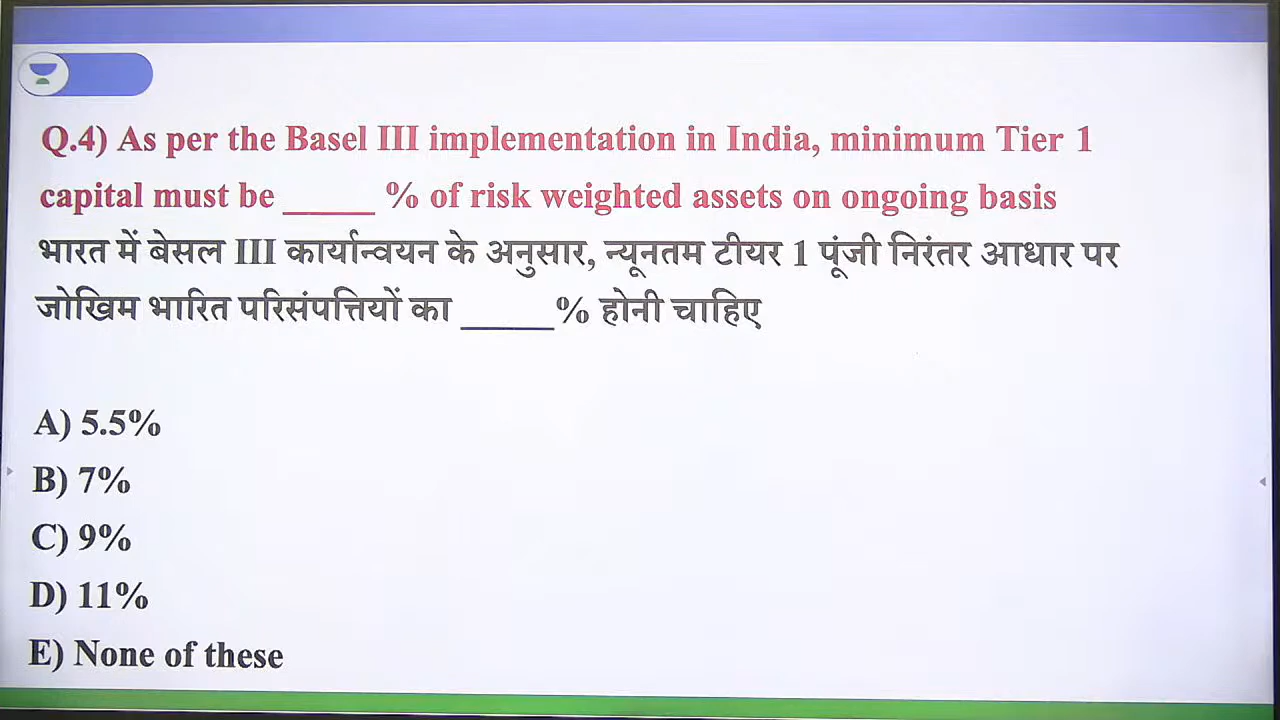 Q.4) As per the Basel III implementation in India, minimum Tier 1
capital must be _____ % of risk weighted assets on ongoing basis
भारत में बेसल III कार्यान्वयन के अनुसार, न्यूनतम टीयर 1 पूंजी निरंतर आधार पर
जोखिम भारित परिसंपत्तियों का _____% होनी चाहिए
A) 5.5%
B) 7%
C) 9%
D) 11%
E) None of these